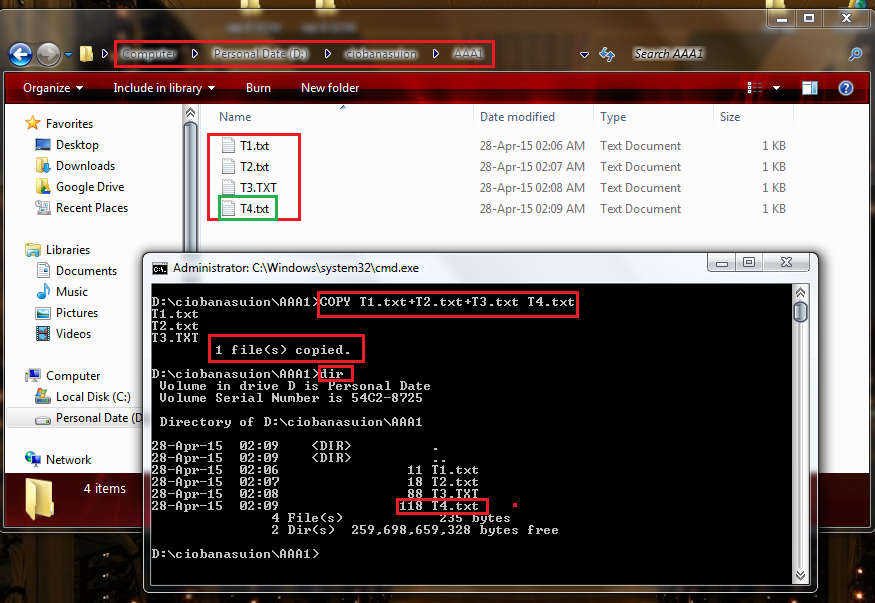 Computer Personal Date (D:) ciobanasuion AAA1 Search AAA1
Organize Include in library Burn New folder
Favorites
Desktop
Downloads
Google Drive
Recent Places
Libraries
Documents
Music
Pictures
Videos
Computer
Local Disk (C:)
Personal Date (D
Network
4 items
Name Date modified Type Size
T1.txt 28-Apr-15 02:06 AM Text Document 1 KB
T2.txt 28-Apr-15 02:07 AM Text Document 1 KB
T3.TXT 28-Apr-15 02:08 AM Text Document 1 KB
T4.txt 28-Apr-15 02:09 AM Text Document 1 KB
Administrator: C:\Windows\system32\cmd.exe
D:\ciobanasuion\AAA1>COPY T1.txt+T2.txt+T3.txt T4.txt
T1.txt
T2.txt
T3.TXT
1 file(s) copied.
D:\ciobanasuion\AAA1>dir
Volume in drive D is Personal Date
Volume Serial Number is 54C2-8725
Directory of D:\ciobanasuion\AAA1
28-Apr-15 02:09 <DIR> .
28-Apr-15 02:09 <DIR> ..
28-Apr-15 02:06 11 T1.txt
28-Apr-15 02:07 18 T2.txt
28-Apr-15 02:08 88 T3.TXT
28-Apr-15 02:09 118 T4.txt
4 File(s) 235 bytes
2 Dir(s) 259,698,659,328 bytes free
D:\ciobanasuion\AAA1>